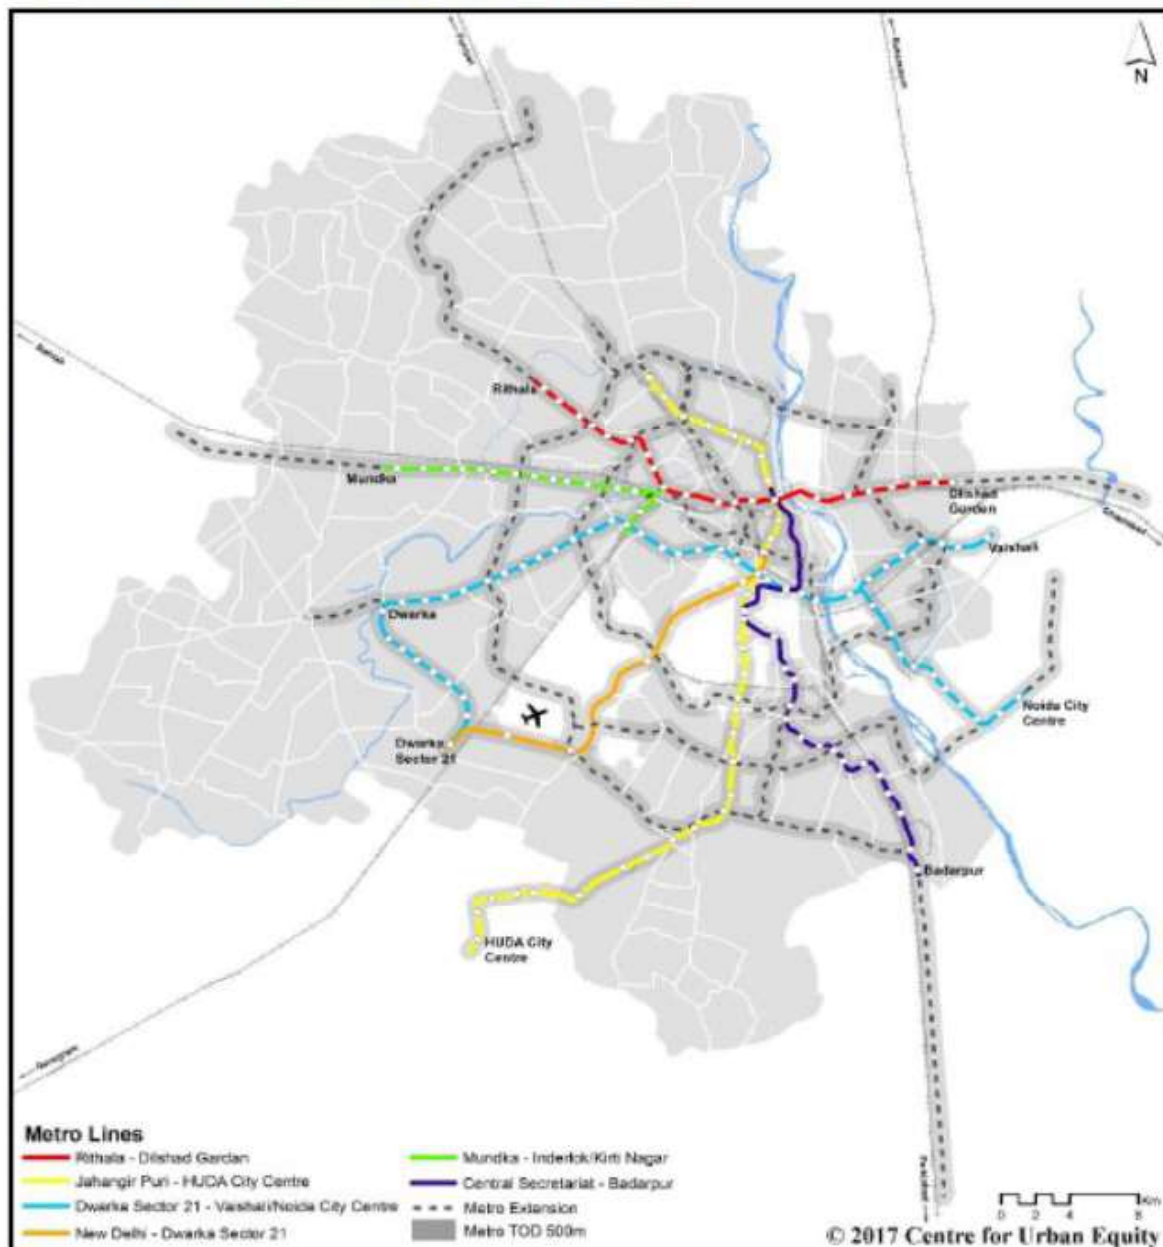 N
Rithala
Mundka
Dilshad
Garden
Vaishali
Dwarka
Noida City
Centre
Dwarka
Sector 21
Badarpur
HUDA City
Centre
Metro Lines
Rithala - Dilshad Gardan
Jahangir Puri - HUDA City Centre
Dwarka Sector 21 - Vaishali/Noida City Centre
New Delhi - Dwarka Sector 21
Mundka - Inderlok/Kirti Nagar
Central Secretariat - Badarpur
Metro Extension
Metro TOD 500m
Km
0 2 4 8
© 2017 Centre for Urban Equity